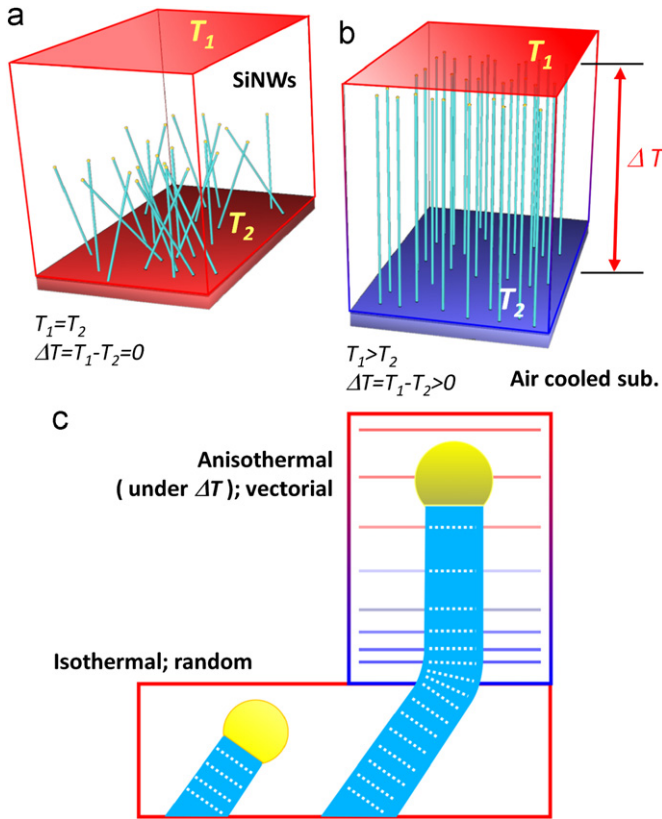 a
T1
SiNWs
T2
T1=T2
ΔT=T1-T2=0
b
T1
ΔT
T2
T1>T2
ΔT=T1-T2>0
Air cooled sub.
c
Anisothermal
( under ΔT ); vectorial
Isothermal; random